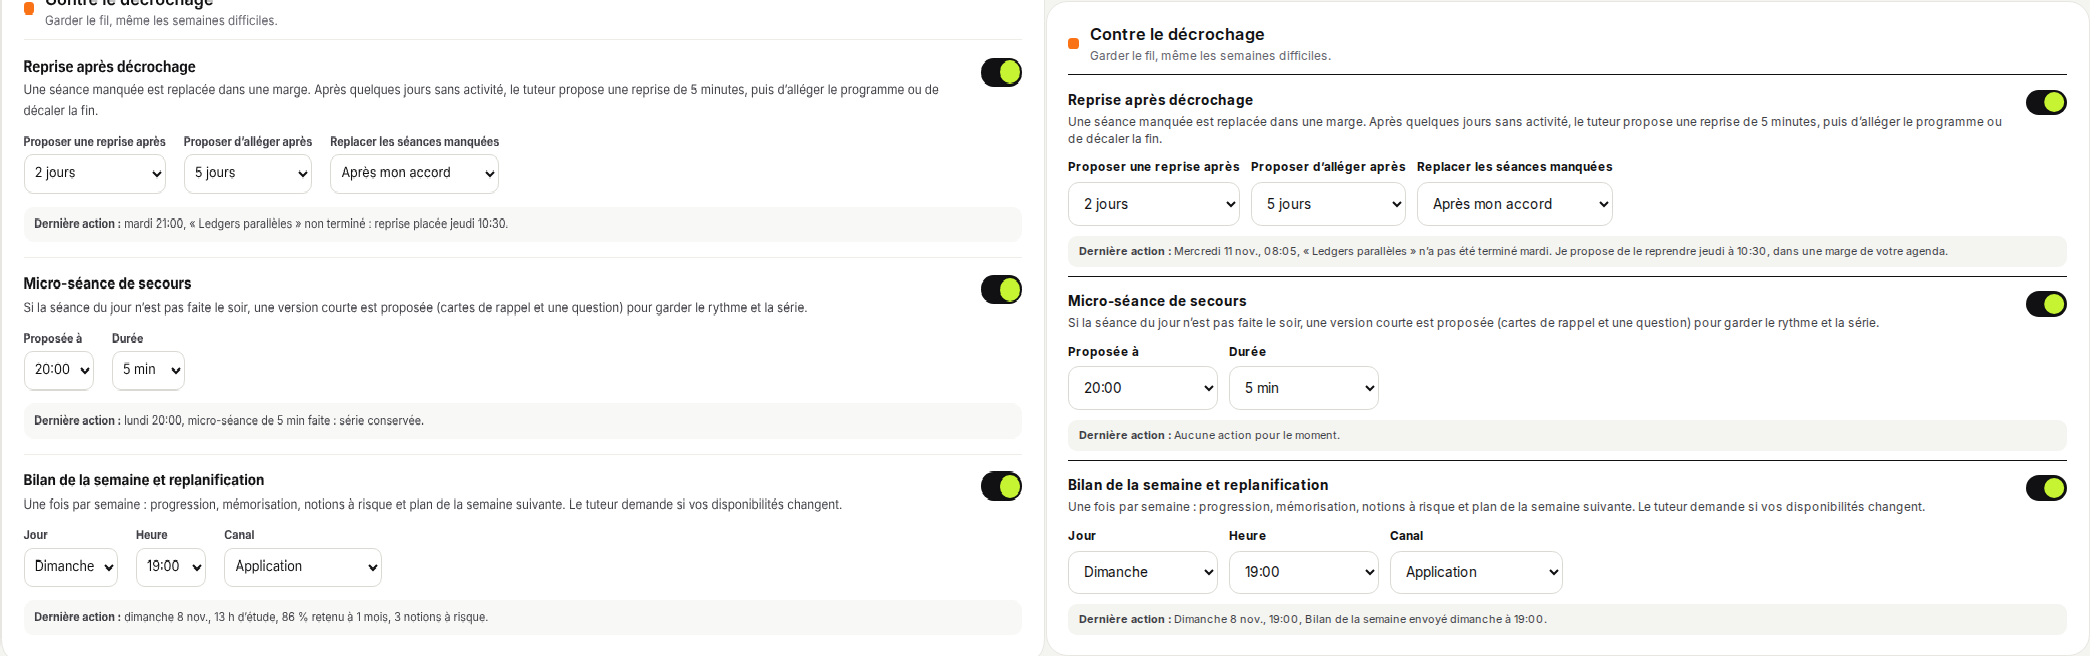 Contre le décrochage
Garder le fil, même les semaines difficiles.
Reprise après décrochage
Une séance manquée est replacée dans une marge. Après quelques jours sans activité, le tuteur propose une reprise de 5 minutes, puis d’alléger le programme ou de
décaler la fin.
Proposer une reprise après Proposer d’alléger après Replacer les séances manquées
2 jours 5 jours Après mon accord
Dernière action : mardi 21:00, « Ledgers parallèles » non terminé : reprise placée jeudi 10:30.
Micro-séance de secours
Si la séance du jour n’est pas faite le soir, une version courte est proposée (cartes de rappel et une question) pour garder le rythme et la série.
Proposée à Durée
20:00 5 min
Dernière action : lundi 20:00, micro-séance de 5 min faite : série conservée.
Bilan de la semaine et replanification
Une fois par semaine : progression, mémorisation, notions à risque et plan de la semaine suivante. Le tuteur demande si vos disponibilités changent.
Jour Heure Canal
Dimanche 19:00 Application
Dernière action : dimanche 8 nov., 13 h d’étude, 86 % retenu à 1 mois, 3 notions à risque.
Contre le décrochage
Garder le fil, même les semaines difficiles.
Reprise après décrochage
Une séance manquée est replacée dans une marge. Après quelques jours sans activité, le tuteur propose une reprise de 5 minutes, puis d’alléger le programme ou
de décaler la fin.
Proposer une reprise après Proposer d’alléger après Replacer les séances manquées
2 jours 5 jours Après mon accord
Dernière action : Mercredi 11 nov., 08:05, « Ledgers parallèles » n’a pas été terminé mardi. Je propose de le reprendre jeudi à 10:30, dans une marge de votre agenda.
Micro-séance de secours
Si la séance du jour n’est pas faite le soir, une version courte est proposée (cartes de rappel et une question) pour garder le rythme et la série.
Proposée à Durée
20:00 5 min
Dernière action : Aucune action pour le moment.
Bilan de la semaine et replanification
Une fois par semaine : progression, mémorisation, notions à risque et plan de la semaine suivante. Le tuteur demande si vos disponibilités changent.
Jour Heure Canal
Dimanche 19:00 Application
Dernière action : Dimanche 8 nov., 19:00, Bilan de la semaine envoyé dimanche à 19:00.